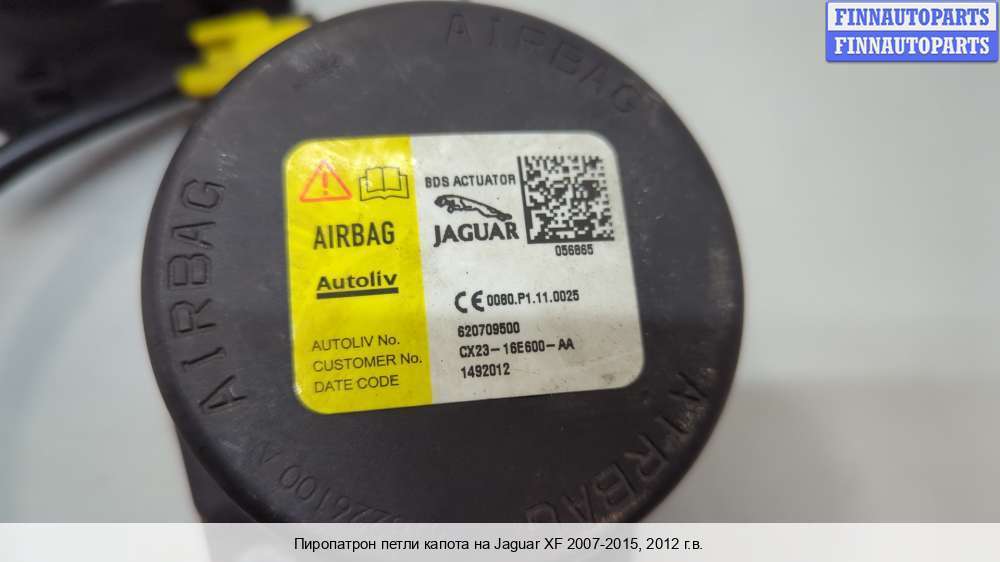 FINNAUTOPARTS
FINNAUTOPARTS
AIRBAG
AIRBAG
AIRBAG
AIRBAG
Autoliv
BDS ACTUATOR
JAGUAR
056865
CE 0080.P1.11.0025
AUTOLIV No. 620709500
CUSTOMER No. CX23-16E600-AA
DATE CODE 1492012
Пиропатрон петли капота на Jaguar XF 2007-2015, 2012 г.в.